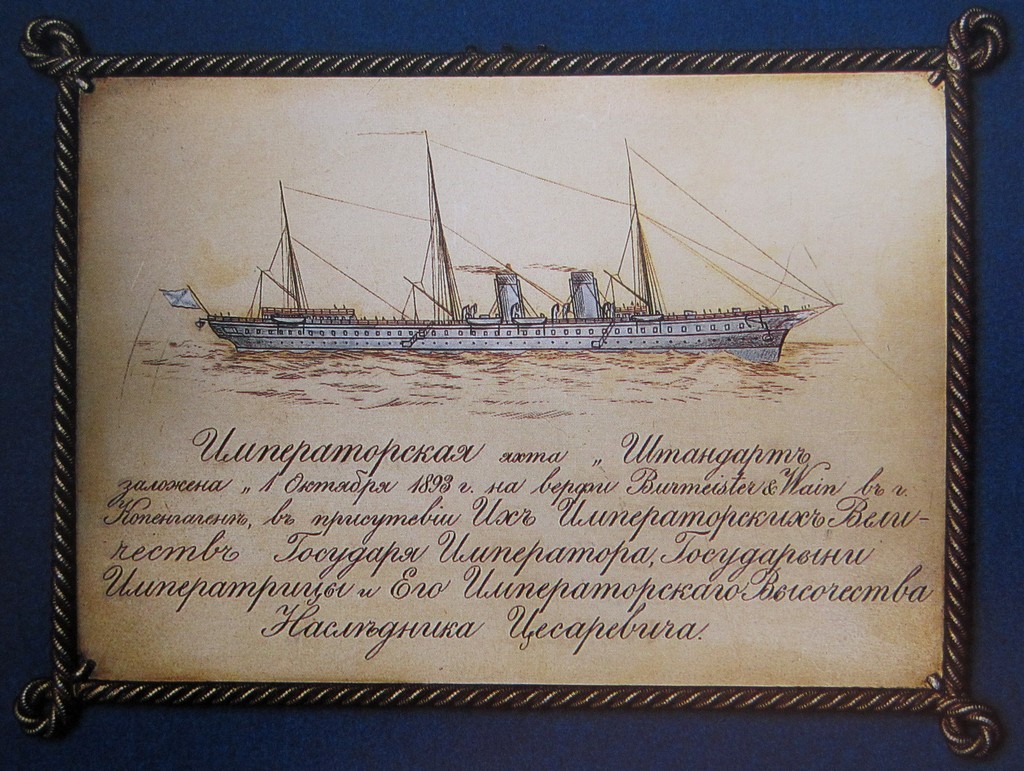 Императорская яхта „ Штандартъ
заложена „ 1 Октября 1893 г. на верфи Burmeister & Wain въ г.
Копенгагенѣ, въ присутствіи Ихъ Императорскихъ Вели-
чествъ Государя Императора, Государыни
Императрицы и Его Императорскаго Высочества
Наслѣдника Цесаревича.